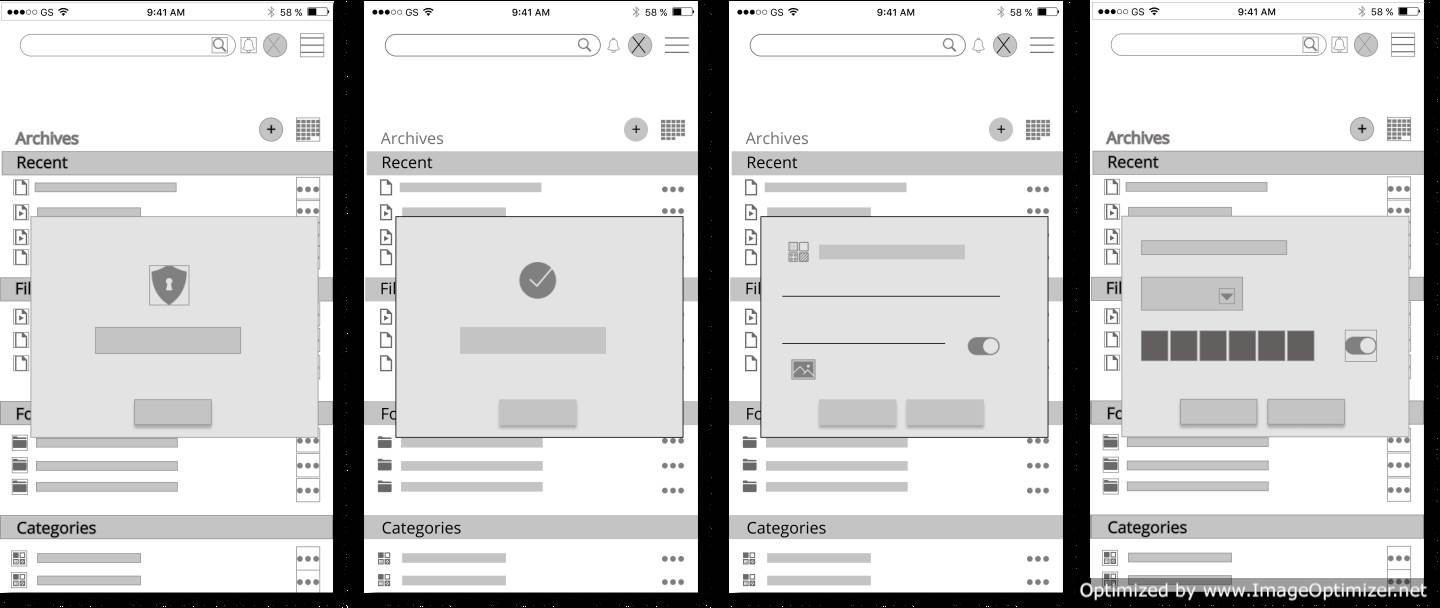 GS 9:41 AM 58 %
Archives
+
Recent
Fil
Fo
Categories
GS 9:41 AM 58 %
Archives
+
Recent
Fil
Fo
Categories
GS 9:41 AM 58 %
Archives
+
Recent
Fil
Fo
Categories
GS 9:41 AM 58 %
Archives
+
Recent
Fil
Fo
Categories
Optimized by www.ImageOptimizer.net